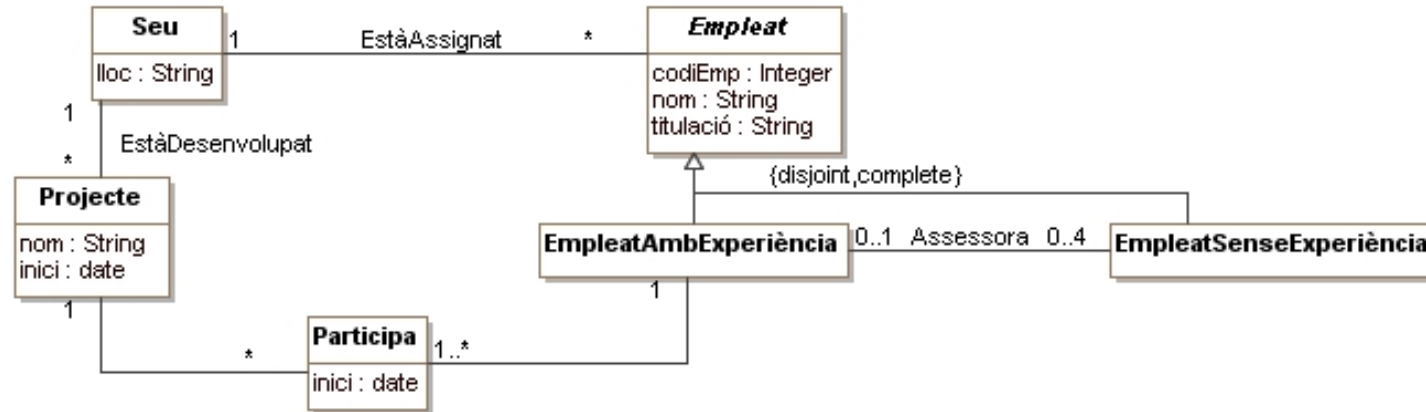 Seu
lloc : String
1
EstàAssignat
*
Empleat
codiEmp : Integer
nom : String
titulació : String
1
EstàDesenvolupat
*
{disjoint,complete}
Projecte
nom : String
inici : date
EmpleatAmbExperiència
0..1 Assessora 0..4
EmpleatSenseExperiència
1
1
*
Participa
inici : date
1..*